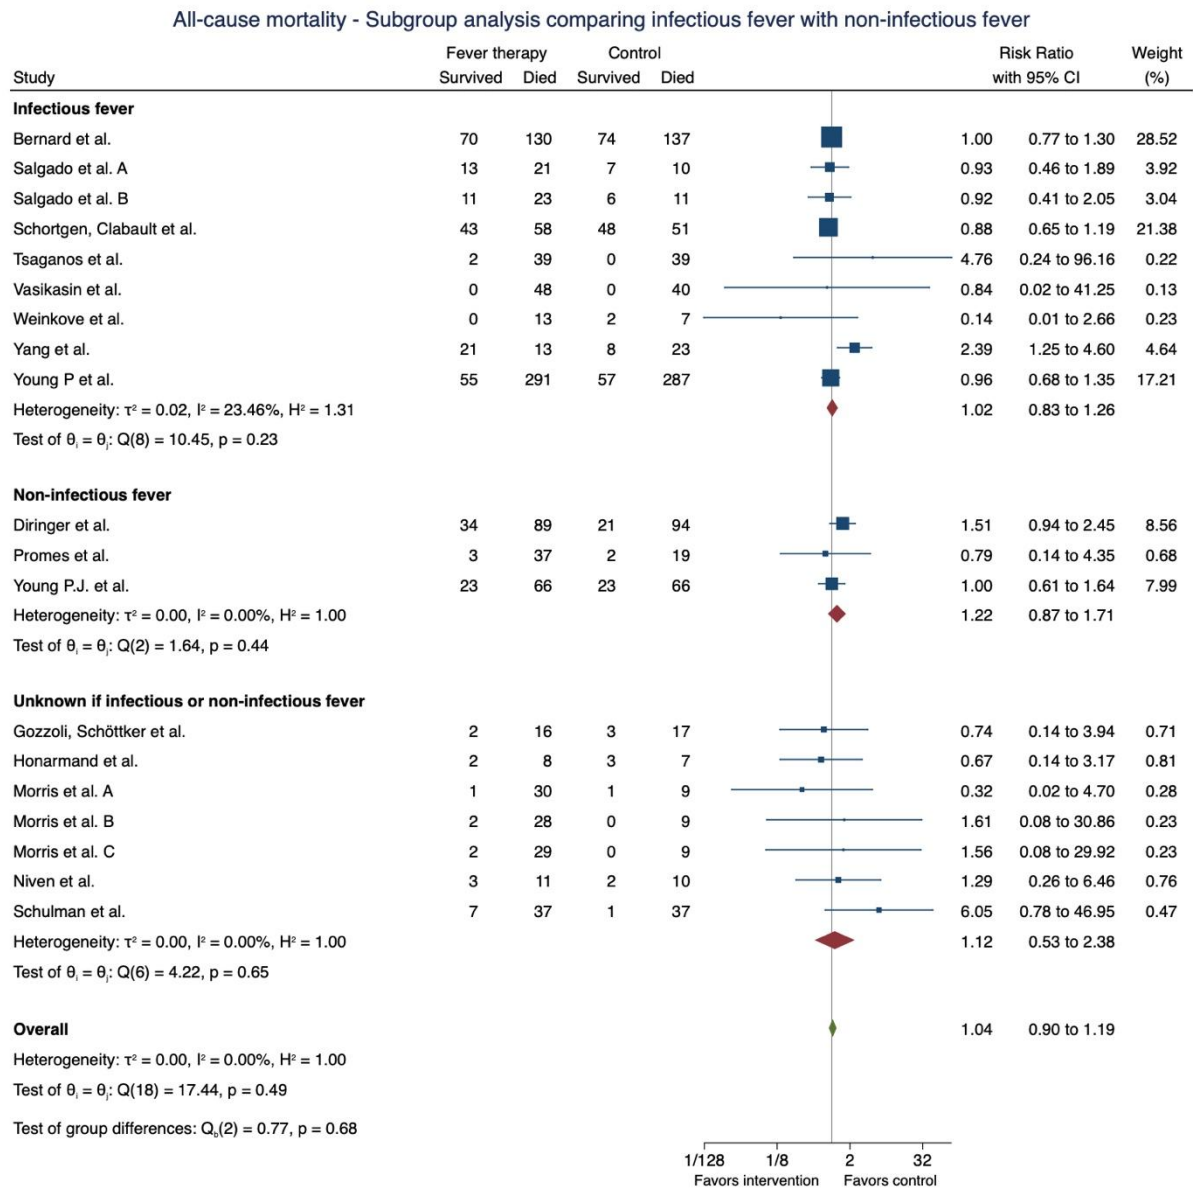 All-cause mortality - Subgroup analysis comparing infectious fever with non-infectious fever
Fever therapy Control Risk Ratio Weight
Study Survived Died Survived Died with 95% CI (%)
Infectious fever
Bernard et al. 70 130 74 137 1.00 0.77 to 1.30 28.52
Salgado et al. A 13 21 7 10 0.93 0.46 to 1.89 3.92
Salgado et al. B 11 23 6 11 0.92 0.41 to 2.05 3.04
Schortgen, Clabault et al. 43 58 48 51 0.88 0.65 to 1.19 21.38
Tsaganos et al. 2 39 0 39 4.76 0.24 to 96.16 0.22
Vasikasin et al. 0 48 0 40 0.84 0.02 to 41.25 0.13
Weinkove et al. 0 13 2 7 0.14 0.01 to 2.66 0.23
Yang et al. 21 13 8 23 2.39 1.25 to 4.60 4.64
Young P et al. 55 291 57 287 0.96 0.68 to 1.35 17.21
Heterogeneity: τ² = 0.02, I² = 23.46%, H² = 1.31 1.02 0.83 to 1.26
Test of θᵢ = θⱼ: Q(8) = 10.45, p = 0.23
Non-infectious fever
Diringer et al. 34 89 21 94 1.51 0.94 to 2.45 8.56
Promes et al. 3 37 2 19 0.79 0.14 to 4.35 0.68
Young P.J. et al. 23 66 23 66 1.00 0.61 to 1.64 7.99
Heterogeneity: τ² = 0.00, I² = 0.00%, H² = 1.00 1.22 0.87 to 1.71
Test of θᵢ = θⱼ: Q(2) = 1.64, p = 0.44
Unknown if infectious or non-infectious fever
Gozzoli, Schöttker et al. 2 16 3 17 0.74 0.14 to 3.94 0.71
Honarmand et al. 2 8 3 7 0.67 0.14 to 3.17 0.81
Morris et al. A 1 30 1 9 0.32 0.02 to 4.70 0.28
Morris et al. B 2 28 0 9 1.61 0.08 to 30.86 0.23
Morris et al. C 2 29 0 9 1.56 0.08 to 29.92 0.23
Niven et al. 3 11 2 10 1.29 0.26 to 6.46 0.76
Schulman et al. 7 37 1 37 6.05 0.78 to 46.95 0.47
Heterogeneity: τ² = 0.00, I² = 0.00%, H² = 1.00 1.12 0.53 to 2.38
Test of θᵢ = θⱼ: Q(6) = 4.22, p = 0.65
Overall 1.04 0.90 to 1.19
Heterogeneity: τ² = 0.00, I² = 0.00%, H² = 1.00
Test of θᵢ = θⱼ: Q(18) = 17.44, p = 0.49
Test of group differences: Q_b(2) = 0.77, p = 0.68
1/128 1/8 2 32
Favors intervention Favors control